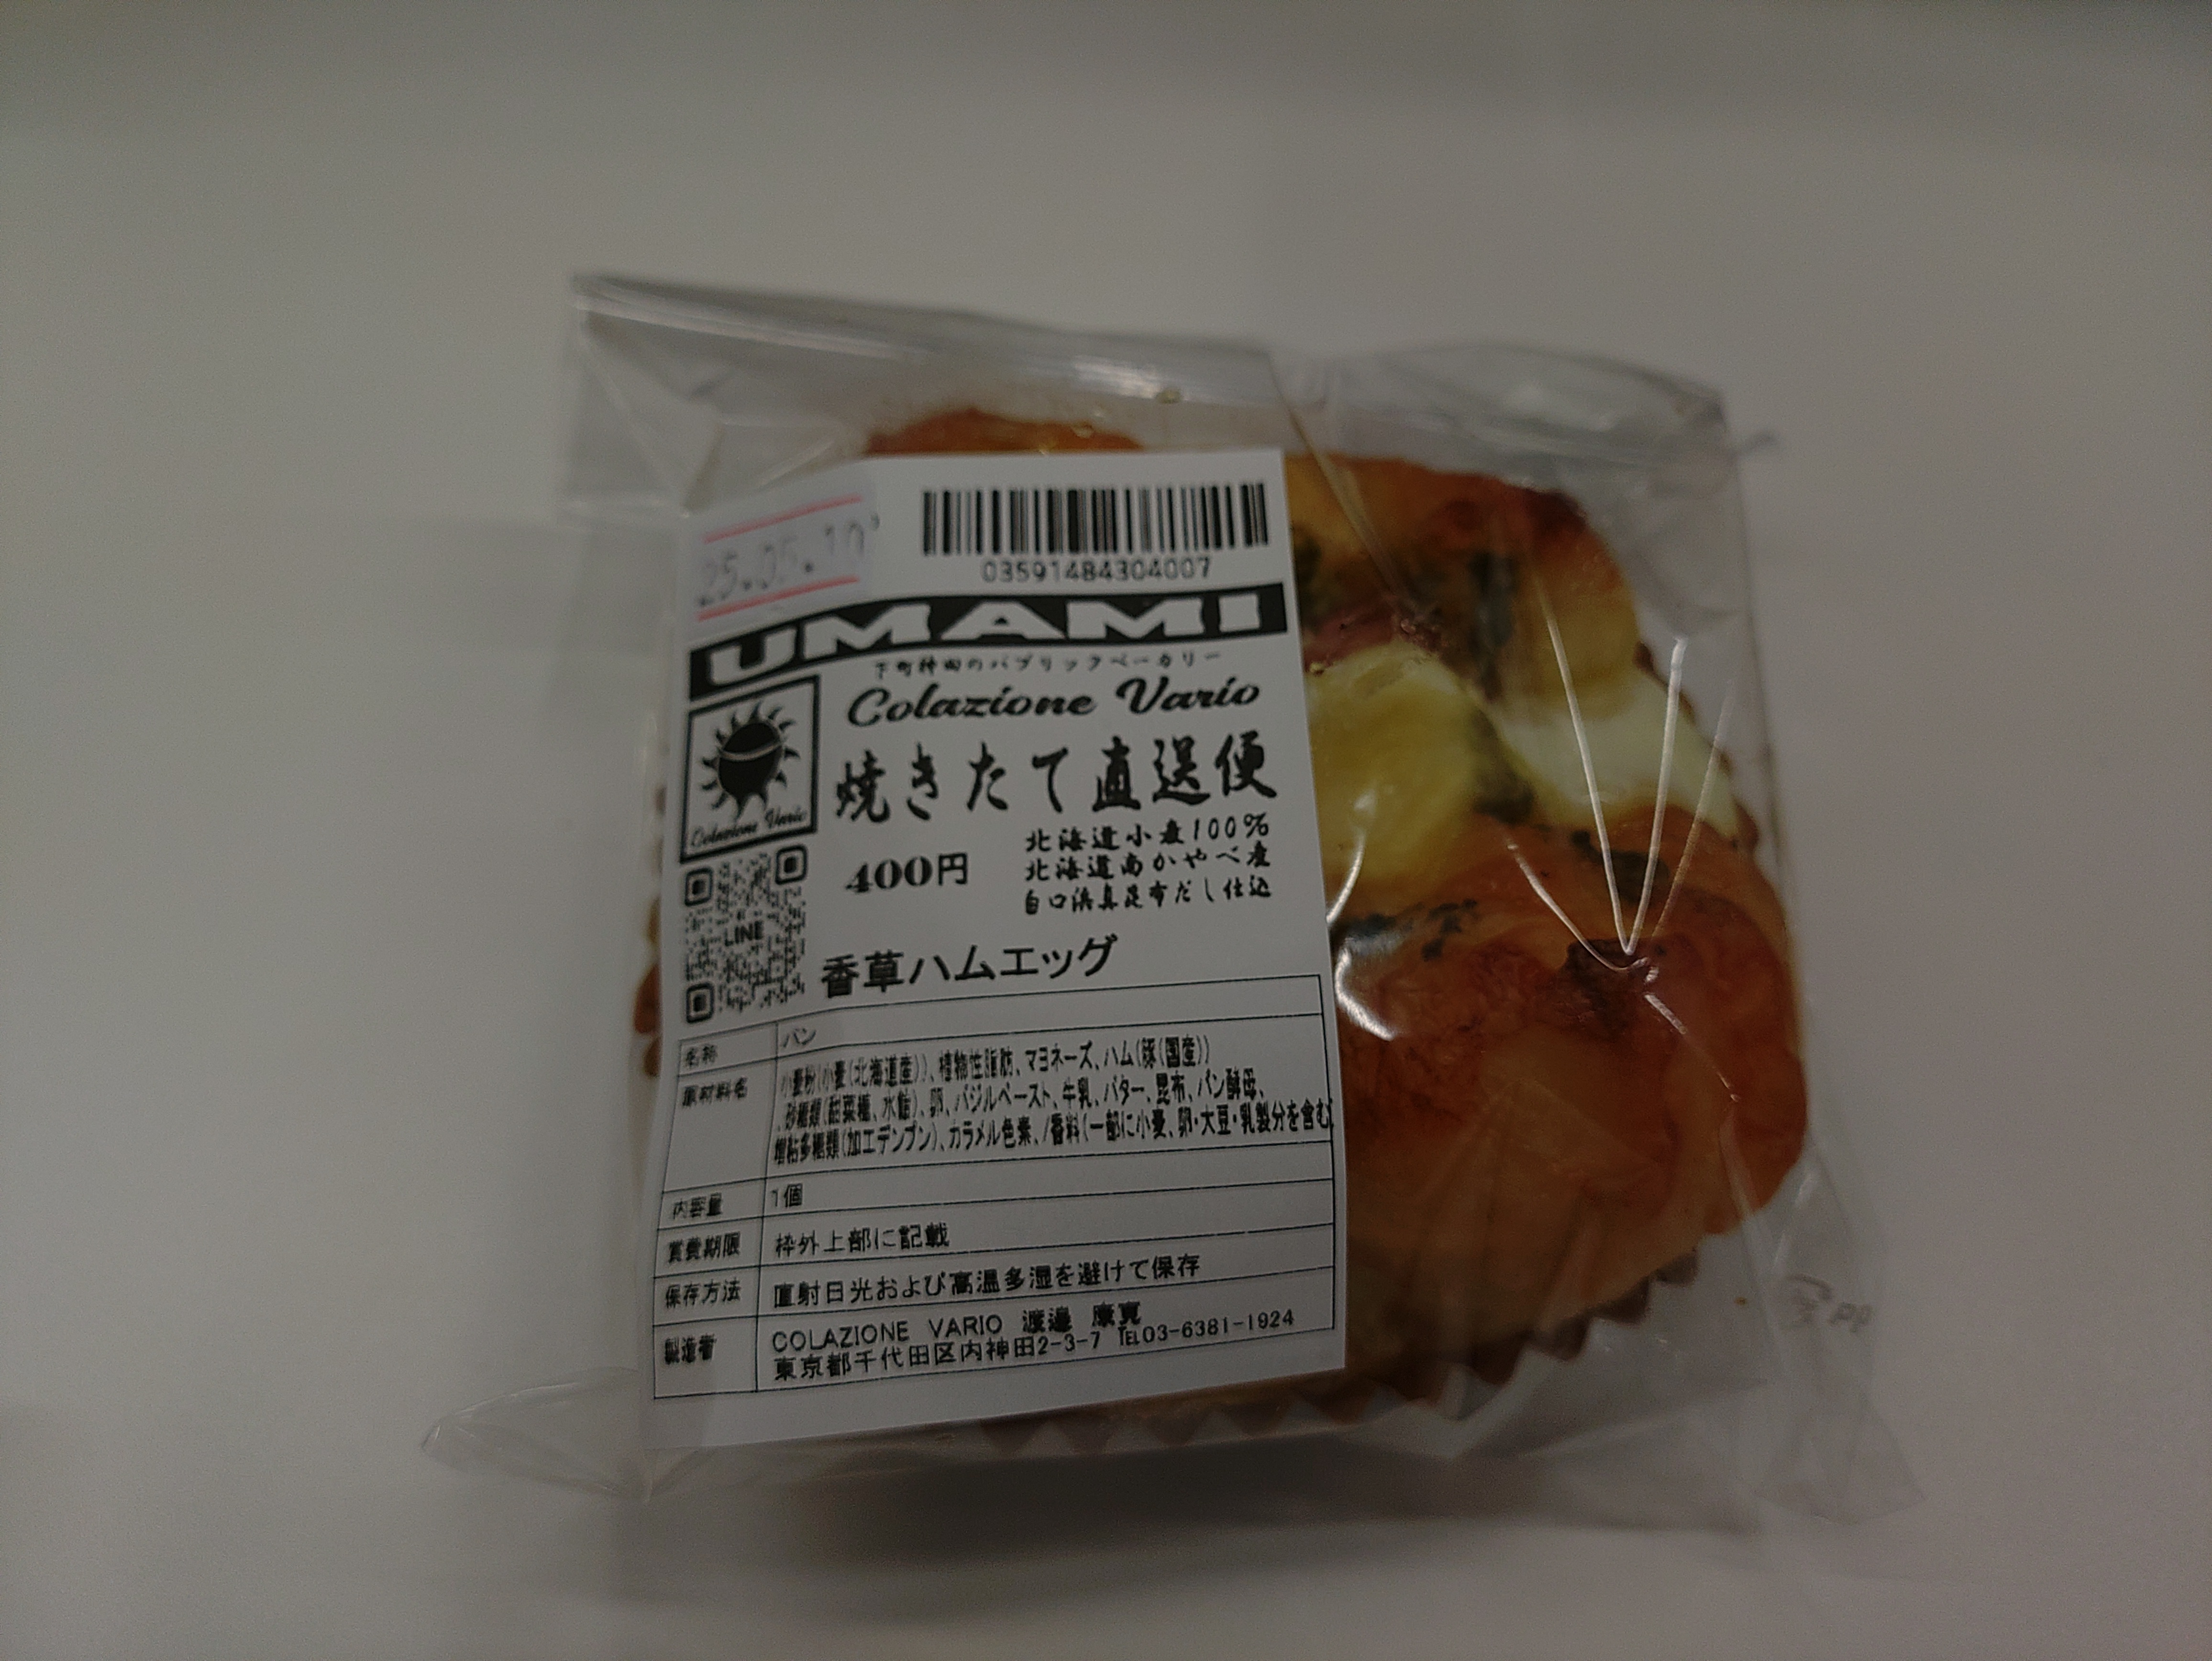 25.05.10
03591484304007
UMAMI
下町神田のパブリックベーカリー
Colazione Vario
焼きたて直送便
Colazione Vario
400円
北海道小麦100%
北海道南かやべ産
白口浜真昆布だし仕込
LINE
香草ハムエッグ
名称 パン
原材料名 小麦粉(小麦(北海道産))、植物性脂肪、マヨネーズ、ハム(豚(国産))
、砂糖類(甜菜糖、水飴)、卵、バジルペースト、牛乳、バター、昆布、パン酵母、
増粘多糖類(加工デンプン)、カラメル色素、/香料(一部に小麦、卵・大豆・乳製分を含む
内容量 1個
賞費期限 枠外上部に記載
保存方法 直射日光および高温多湿を避けて保存
製造者 COLAZIONE VARIO 渡邉 康寛
東京都千代田区内神田2-3-7 TEL03-6381-1924
PP